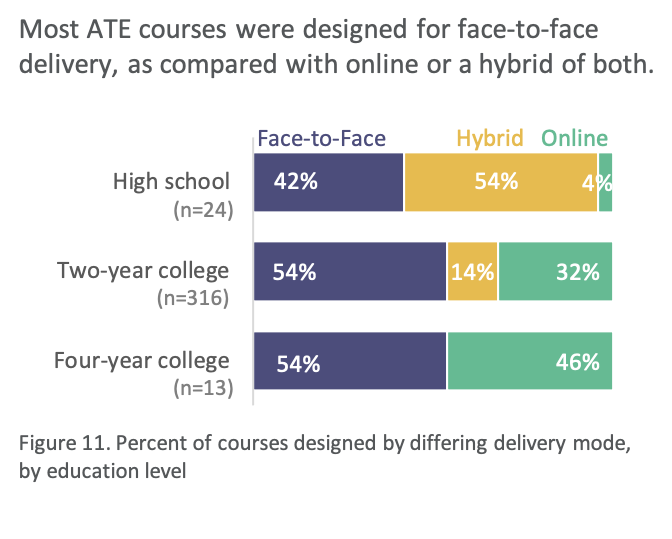 Most ATE courses were designed for face-to-face
delivery, as compared with online or a hybrid of both.
Face-to-Face Hybrid Online
High school 42% 54% 4%
(n=24)
Two-year college 54% 14% 32%
(n=316)
Four-year college 54% 46%
(n=13)
Figure 11. Percent of courses designed by differing delivery mode,
by education level